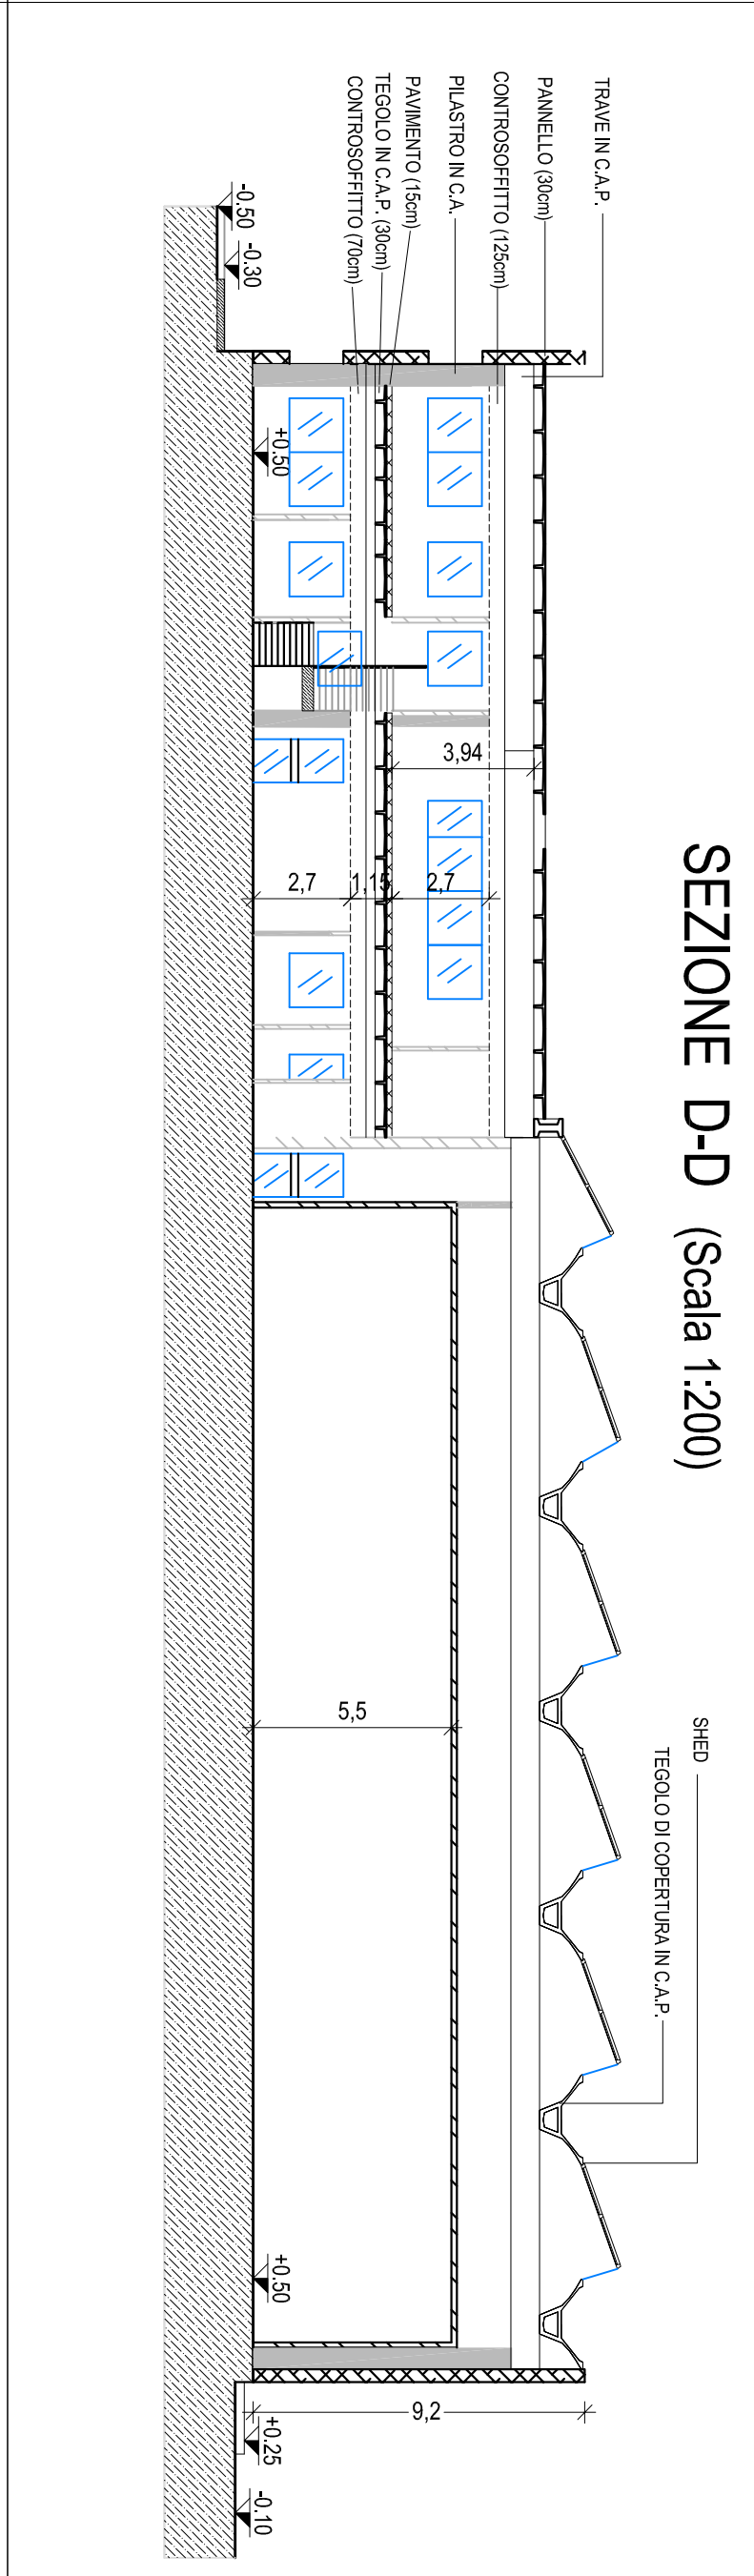 SEZIONE D-D (Scala 1:200)
TRAVE IN C.A.P.
PANNELLO (30cm)
CONTROSOFFITTO (125cm)
PILASTRO IN C.A.
PAVIMENTO (15cm)
TEGOLO IN C.A.P. (30cm)
CONTROSOFFITTO (70cm)
SHED
TEGOLO DI COPERTURA IN C.A.P.
-0.50
-0.30
+0.50
3,94
2,7
1,15
2,7
5,5
+0.50
9,2
+0.25
-0.10